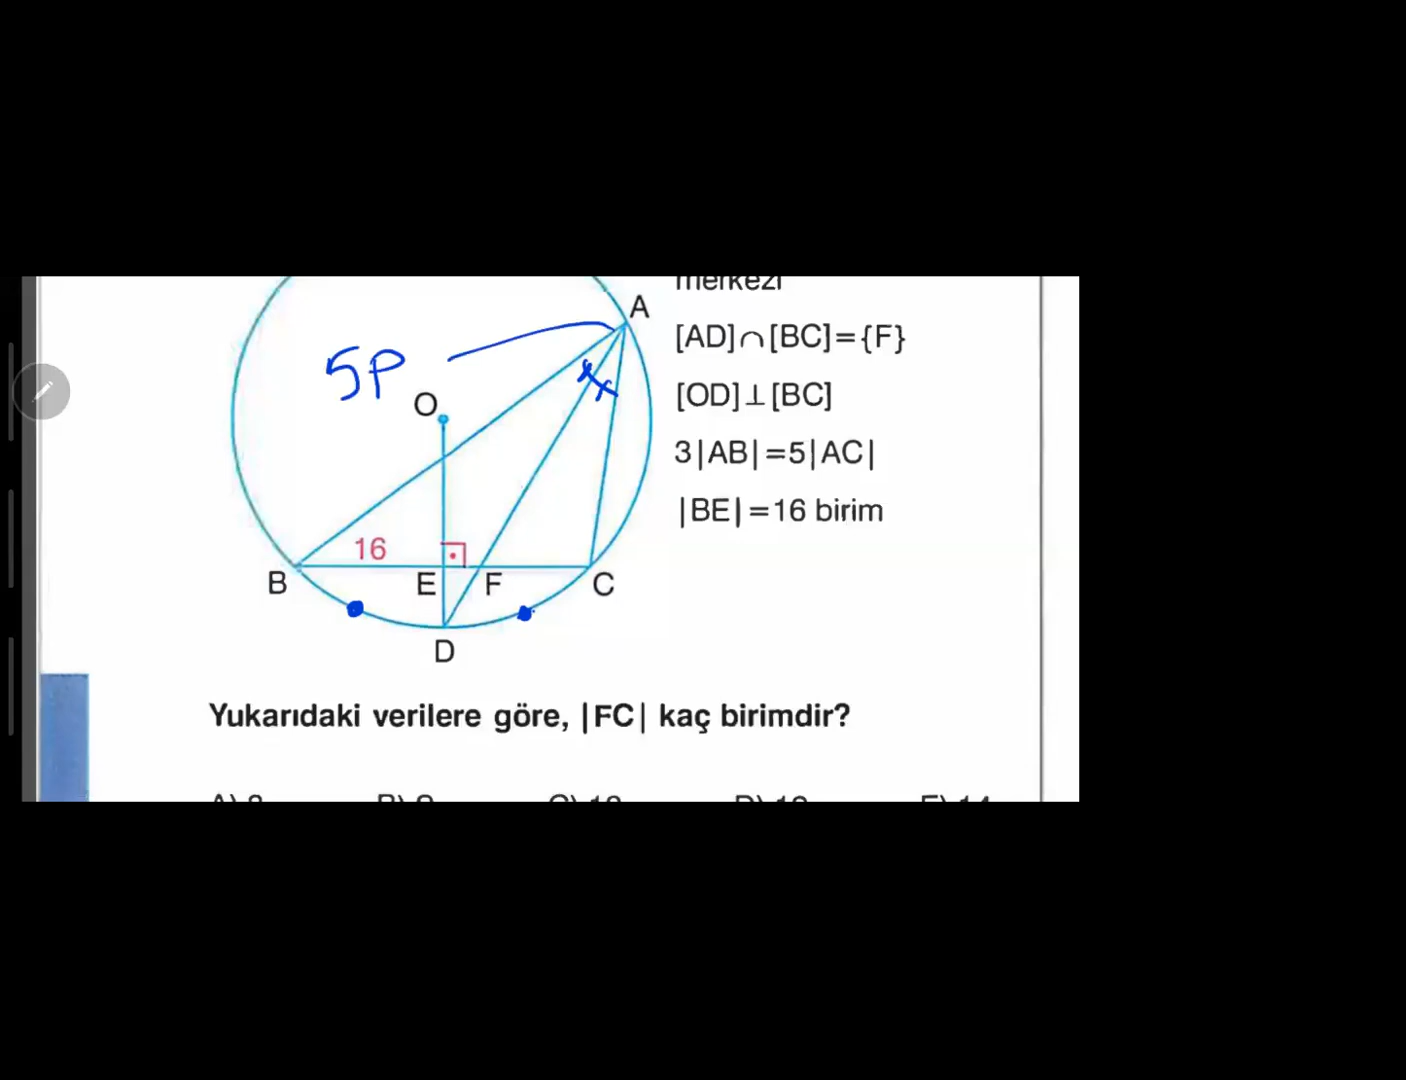 merkezi
A
[AD]∩[BC]={F}
5P
[OD]⊥[BC]
O
3|AB|=5|AC|
|BE|=16 birim
16
B
E
F
C
D
Yukarıdaki verilere göre, |FC| kaç birimdir?